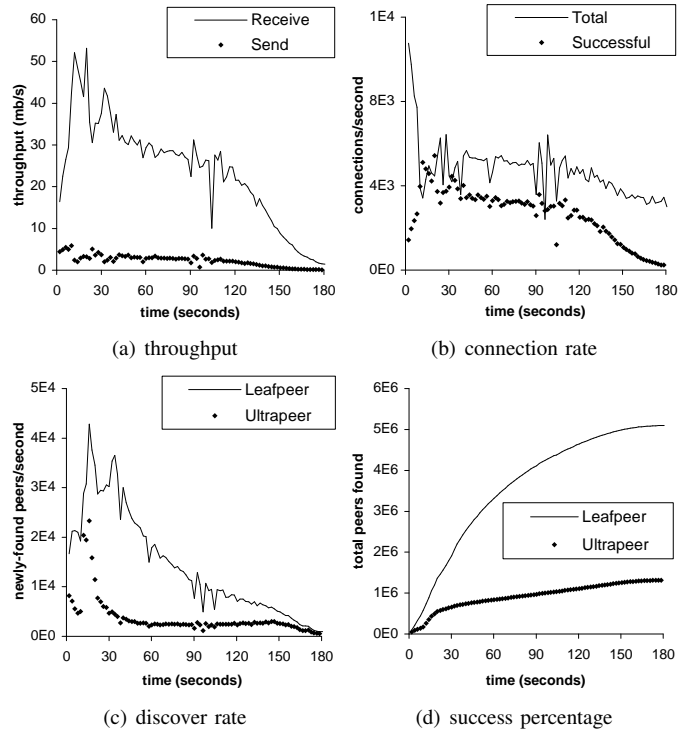 Receive
Send
throughput (mb/s)
60
50
40
30
20
10
0
0 30 60 90 120 150 180
time (seconds)
(a) throughput
Total
Successful
connections/second
1E4
8E3
4E3
0E0
0 30 60 90 120 150 180
time (seconds)
(b) connection rate
Leafpeer
Ultrapeer
newly-found peers/second
5E4
4E4
3E4
2E4
1E4
0E0
0 30 60 90 120 150 180
time (seconds)
(c) discover rate
Leafpeer
Ultrapeer
total peers found
6E6
5E6
4E6
3E6
2E6
1E6
0E0
0 30 60 90 120 150 180
time (seconds)
(d) success percentage